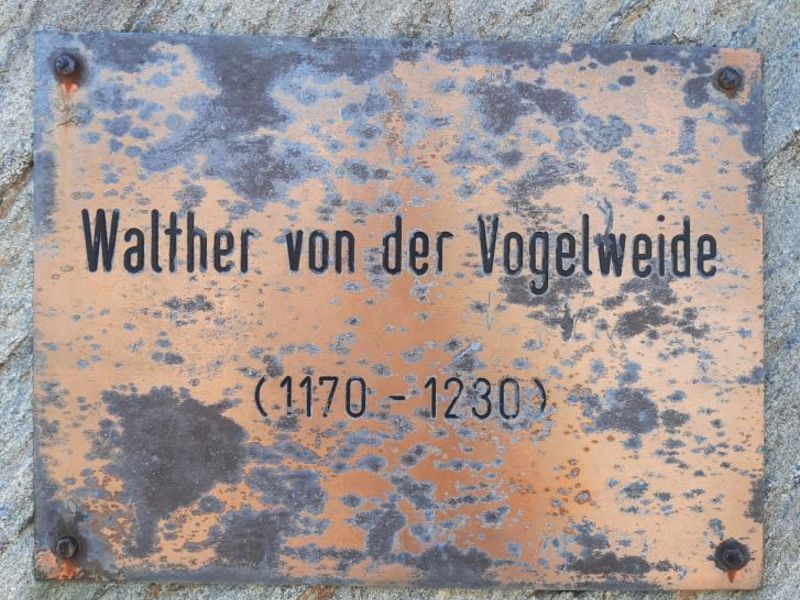 Walther von der Vogelweide
(1170 - 1230)